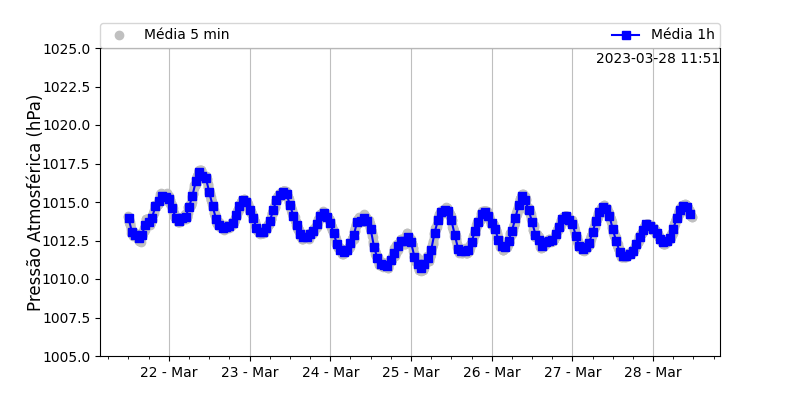 Média 5 min
Média 1h
2023-03-28 11:51
Pressão Atmosférica (hPa)
1025.0
1022.5
1020.0
1017.5
1015.0
1012.5
1010.0
1007.5
1005.0
22 - Mar
23 - Mar
24 - Mar
25 - Mar
26 - Mar
27 - Mar
28 - Mar